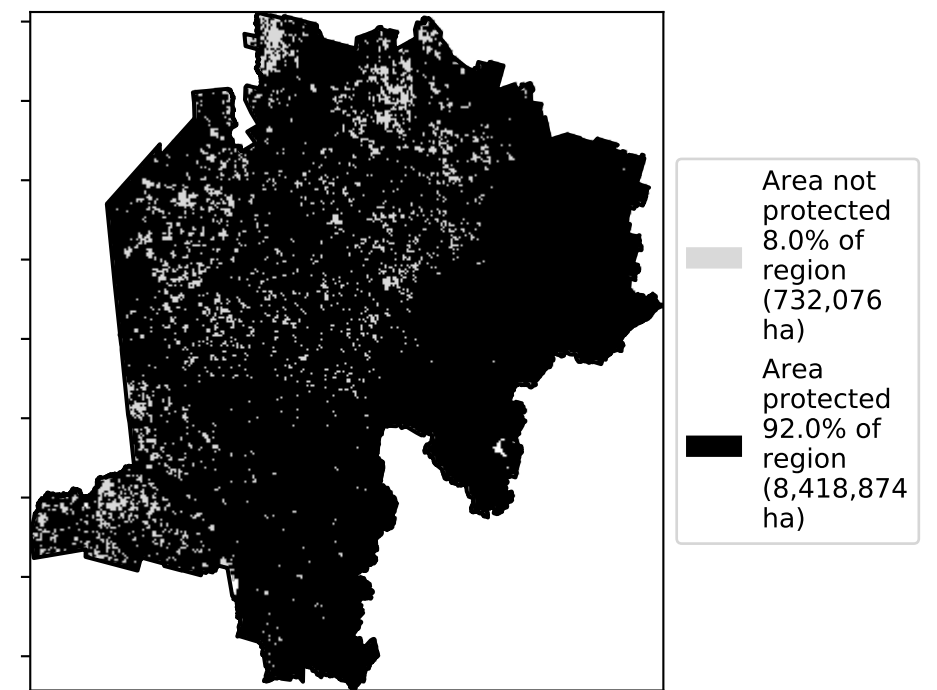 Area not
protected
8.0% of
region
(732,076
ha)
Area
protected
92.0% of
region
(8,418,874
ha)